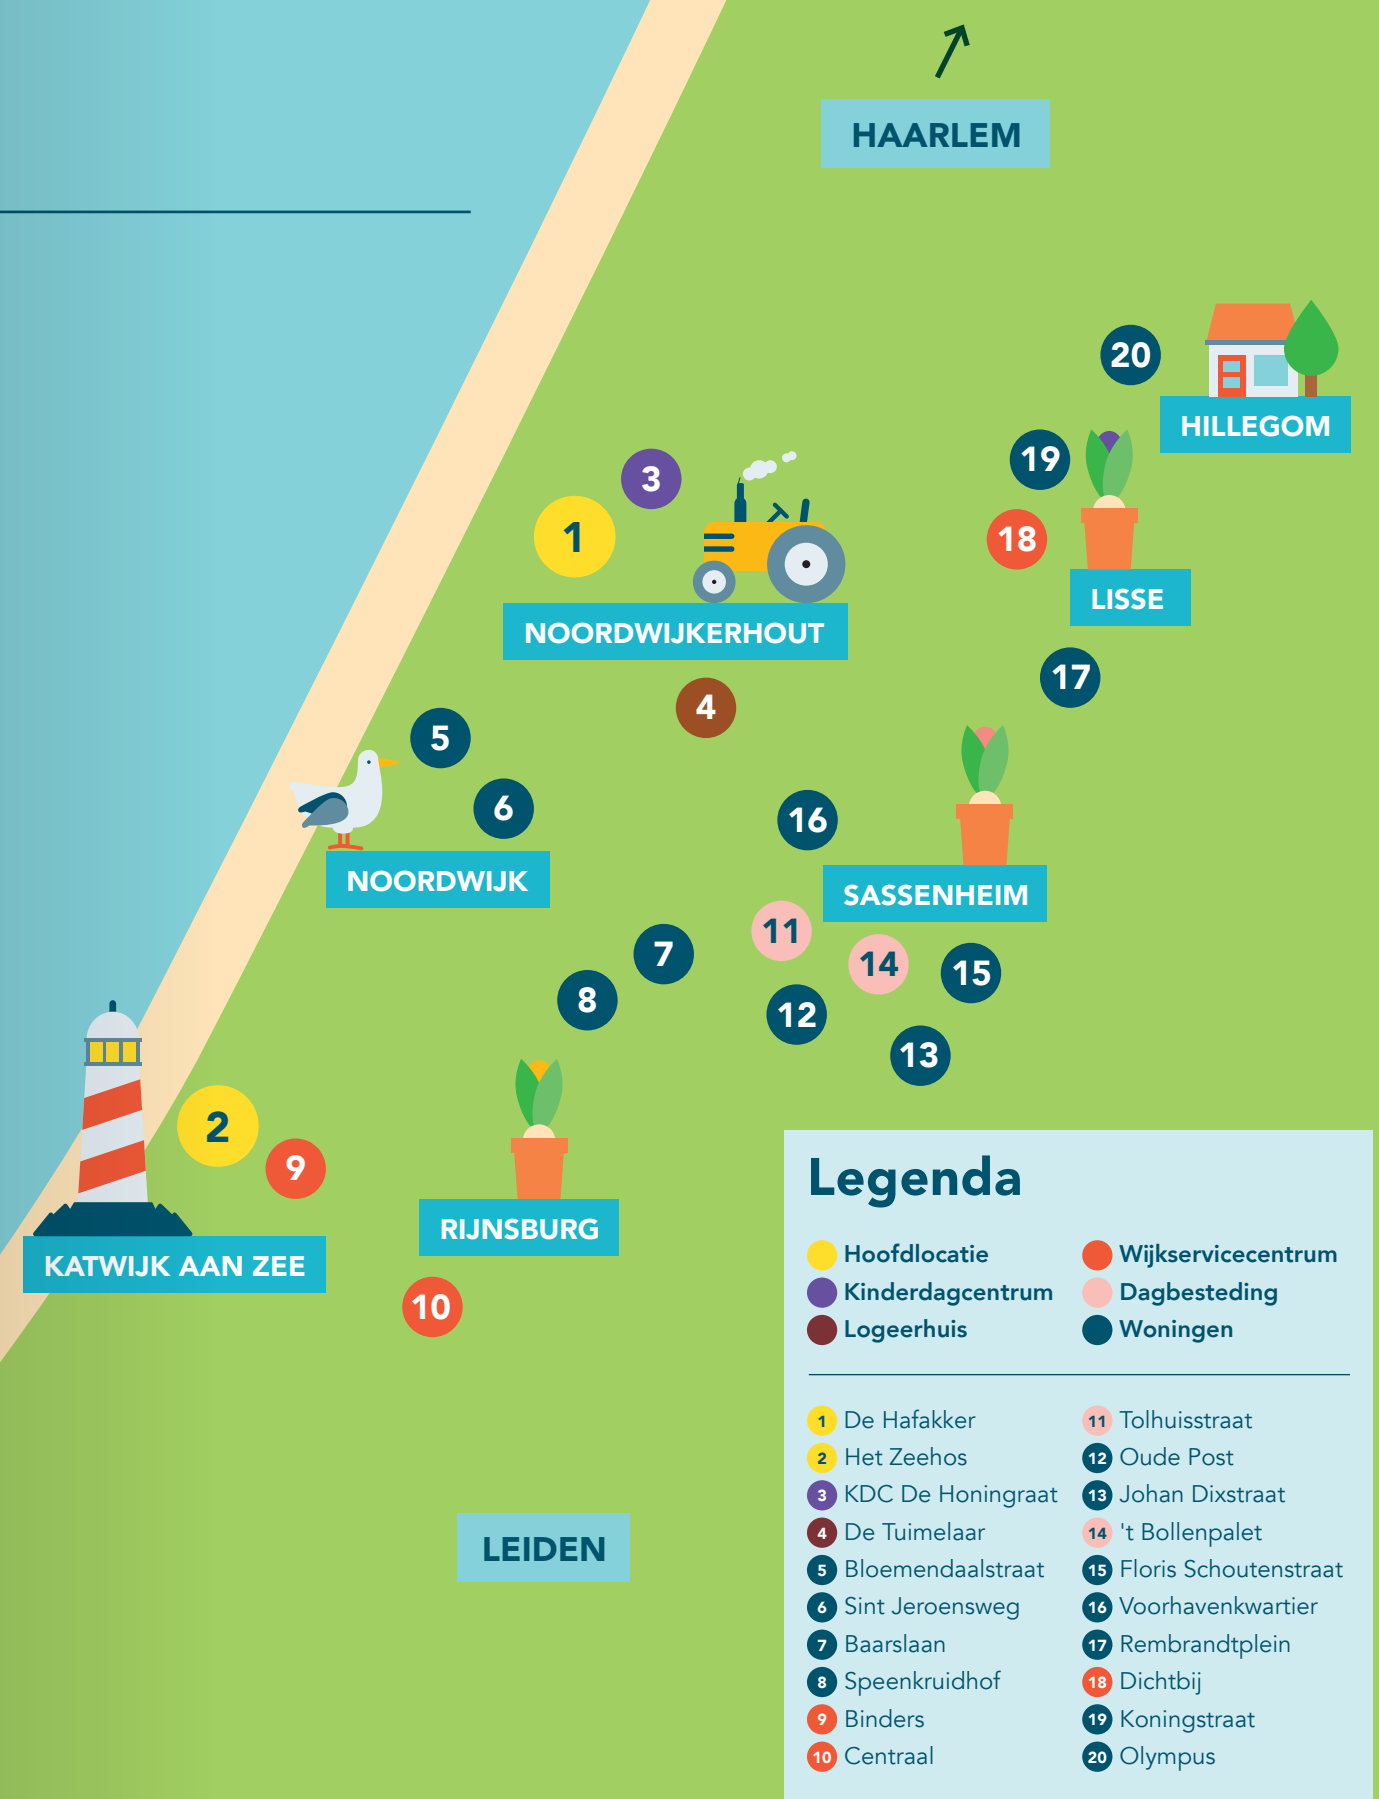 HAARLEM
20
HILLEGOM
19
3
1
18
LISSE
NOORDWIJKERHOUT
17
4
5
6
16
NOORDWIJK
SASSENHEIM
11
7
14
15
8
12
13
2
9
RIJNSBURG
KATWIJK AAN ZEE
10
LEIDEN
Legenda
Hoofdlocatie
Kinderdagcentrum
Logeerhuis
Wijkservicecentrum
Dagbesteding
Woningen
1 De Hafakker
2 Het Zeehos
3 KDC De Honingraat
4 De Tuimelaar
5 Bloemendaalstraat
6 Sint Jeroensweg
7 Baarslaan
8 Speenkruidhof
9 Binders
10 Centraal
11 Tolhuisstraat
12 Oude Post
13 Johan Dixstraat
14 't Bollenpalet
15 Floris Schoutenstraat
16 Voorhavenkwartier
17 Rembrandtplein
18 Dichtbij
19 Koningstraat
20 Olympus